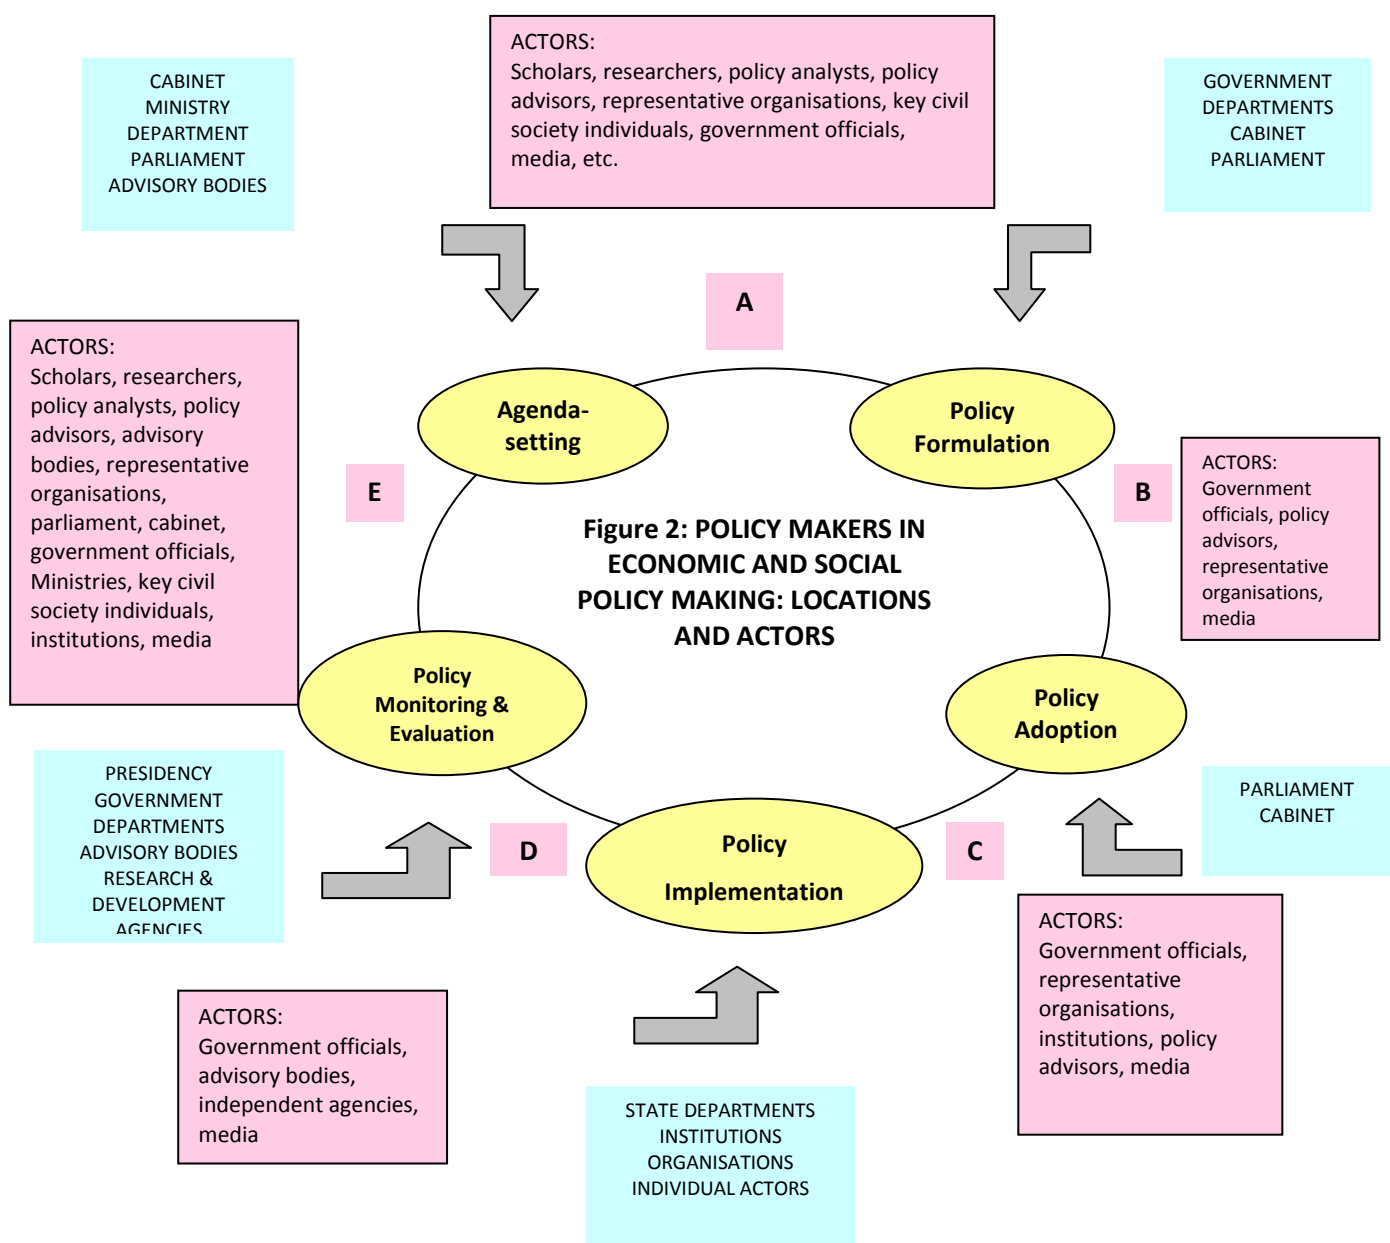 ACTORS:
Scholars, researchers, policy analysts, policy
advisors, representative organisations, key civil
society individuals, government officials,
media, etc.
CABINET
MINISTRY
DEPARTMENT
PARLIAMENT
ADVISORY BODIES
GOVERNMENT
DEPARTMENTS
CABINET
PARLIAMENT
A
ACTORS:
Scholars, researchers,
policy analysts, policy
advisors, advisory
bodies, representative
organisations,
parliament, cabinet,
government officials,
Ministries, key civil
society individuals,
institutions, media
Agenda-
setting
Policy
Formulation
E
B
ACTORS:
Government
officials, policy
advisors,
representative
organisations,
media
Figure 2: POLICY MAKERS IN
ECONOMIC AND SOCIAL
POLICY MAKING: LOCATIONS
AND ACTORS
Policy
Monitoring &
Evaluation
Policy
Adoption
PRESIDENCY
GOVERNMENT
DEPARTMENTS
ADVISORY BODIES
RESEARCH &
DEVELOPMENT
AGENCIES
PARLIAMENT
CABINET
D
Policy
Implementation
C
ACTORS:
Government officials,
representative
organisations,
institutions, policy
advisors, media
ACTORS:
Government officials,
advisory bodies,
independent agencies,
media
STATE DEPARTMENTS
INSTITUTIONS
ORGANISATIONS
INDIVIDUAL ACTORS